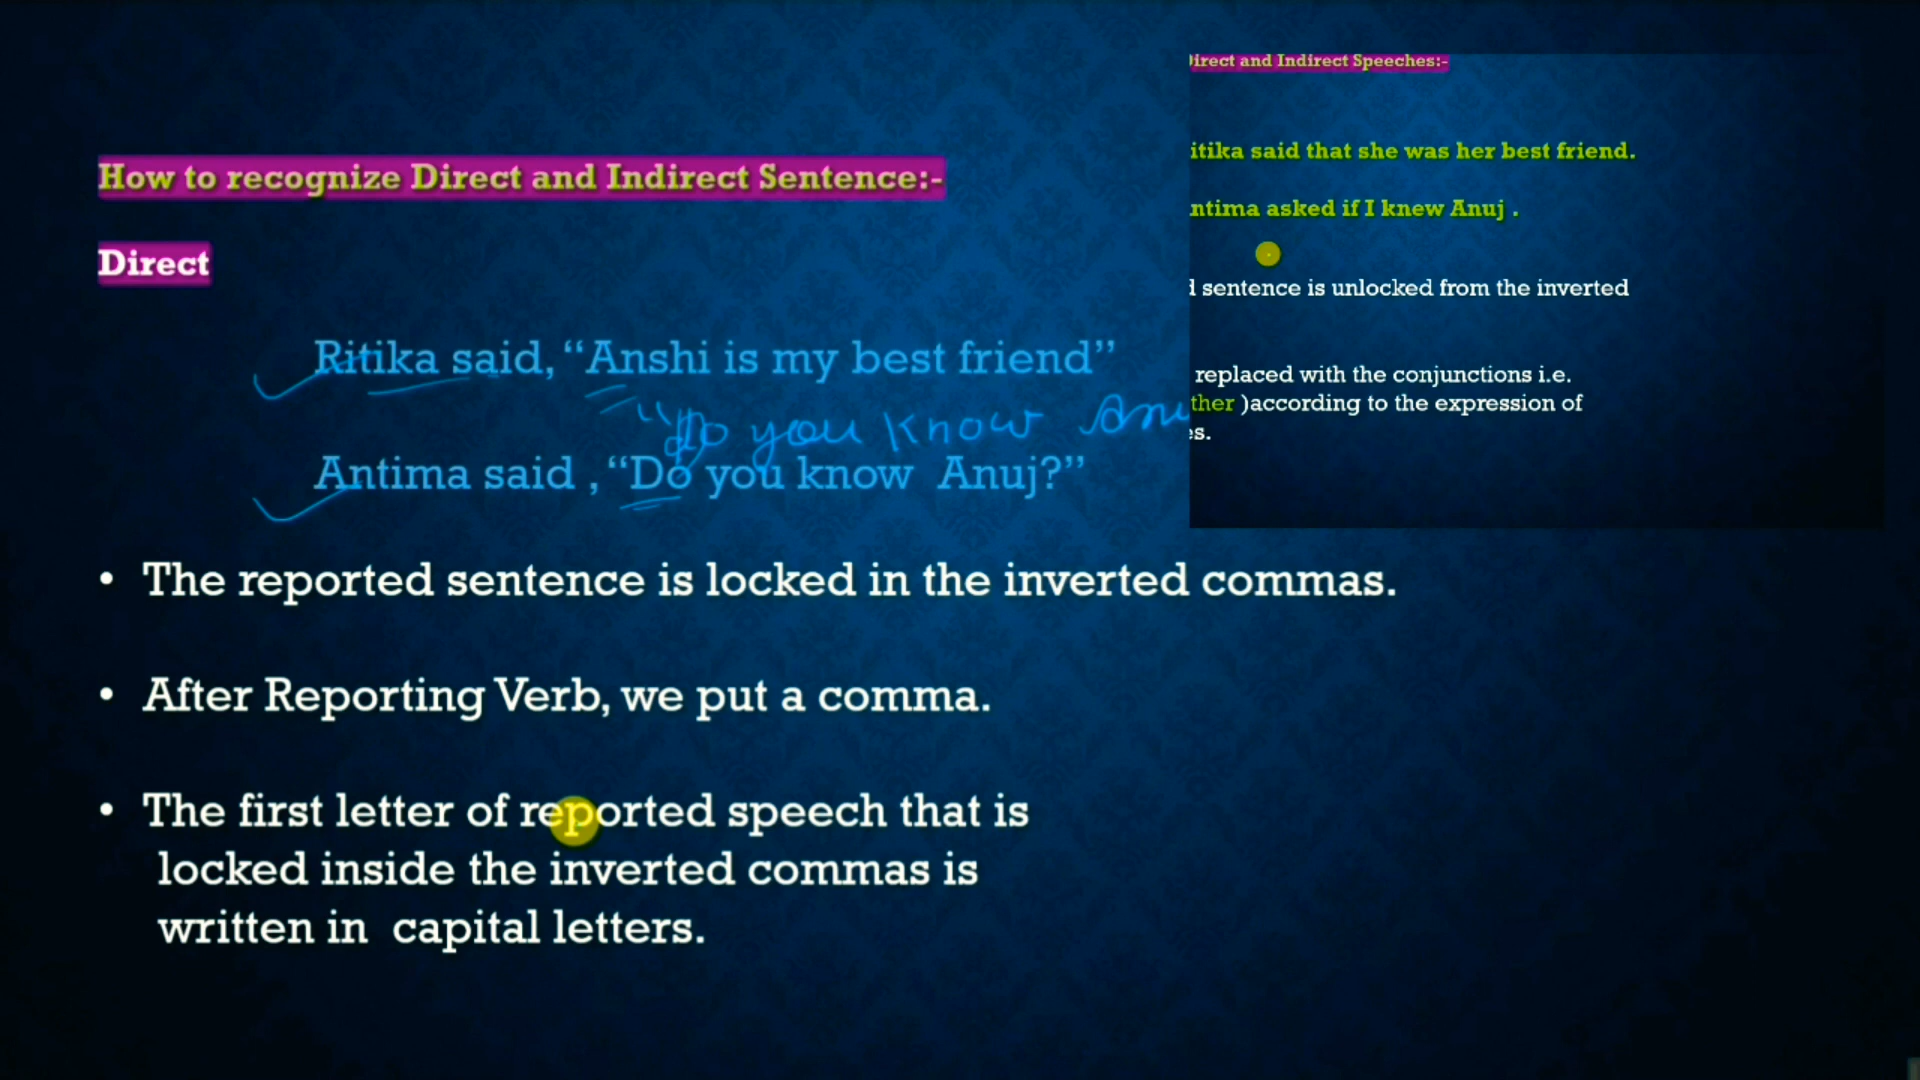 How to recognize Direct and Indirect Sentence:-
Direct
Ritika said, “Anshi is my best friend”
“do you know
Antima said , “Do you know Anuj?”
• The reported sentence is locked in the inverted commas.
• After Reporting Verb, we put a comma.
• The first letter of reported speech that is
locked inside the inverted commas is
written in capital letters.
irect and Indirect Speeches:-
itika said that she was her best friend.
ntima asked if I knew Anuj .
sentence is unlocked from the inverted
replaced with the conjunctions i.e.
ther )according to the expression of
s.